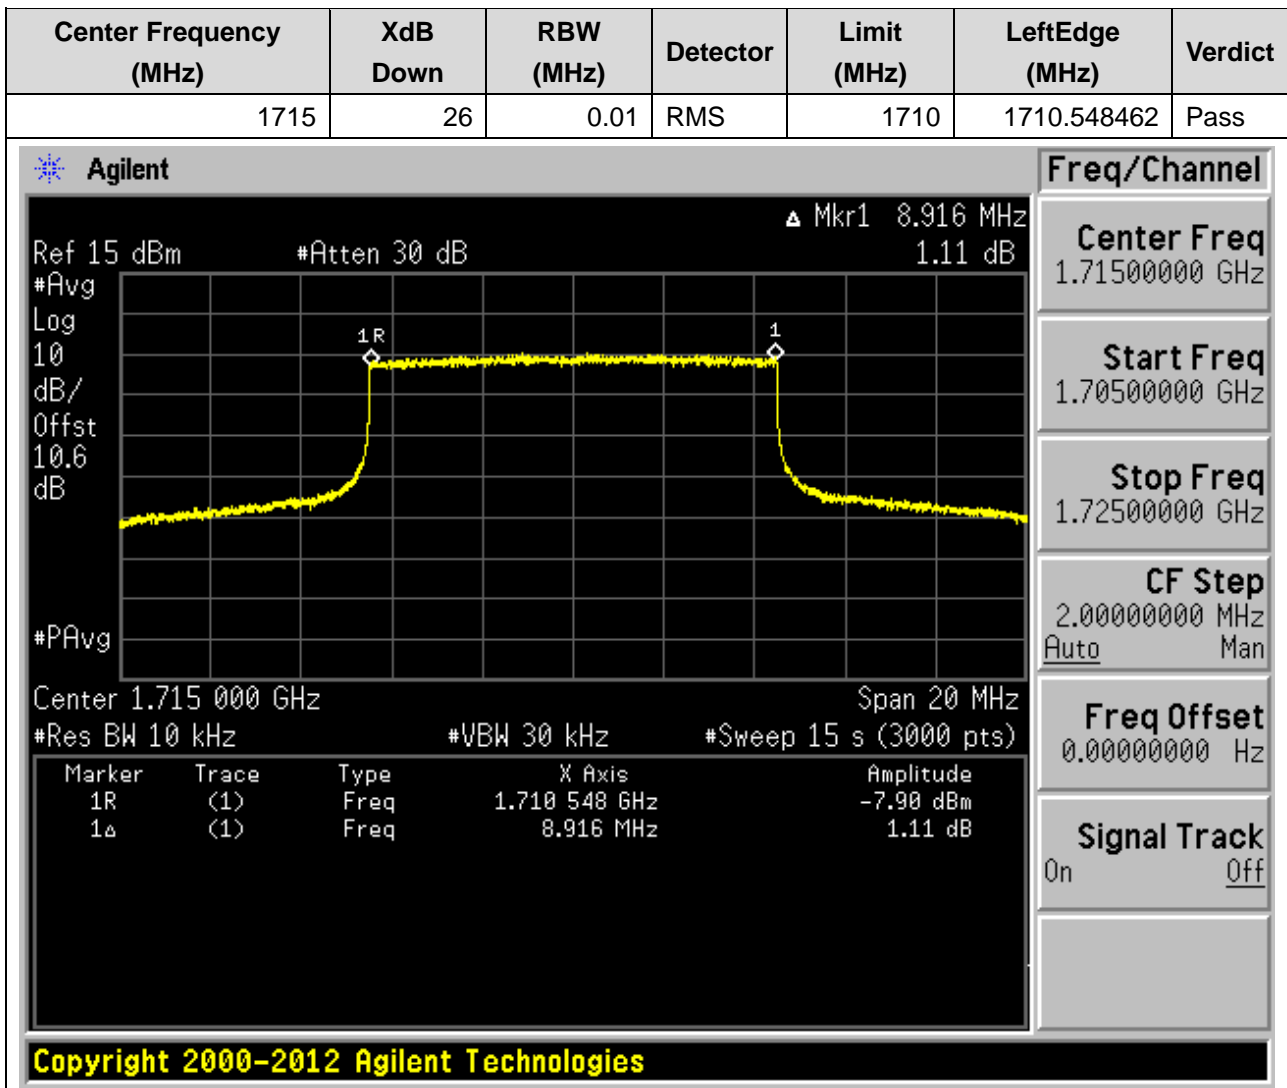 Center Frequency (MHz) XdB Down RBW (MHz) Detector Limit (MHz) LeftEdge (MHz) Verdict
1715 26 0.01 RMS 1710 1710.548462 Pass
Agilent
Freq/Channel
Δ Mkr1 8.916 MHz
Ref 15 dBm #Atten 30 dB 1.11 dB
#Avg
Log
10
dB/
Offst
10.6
dB
#PAvg
1R
1
Center 1.715 000 GHz Span 20 MHz
#Res BW 10 kHz #VBW 30 kHz #Sweep 15 s (3000 pts)
Marker Trace Type X Axis Amplitude
1R (1) Freq 1.710 548 GHz -7.90 dBm
1Δ (1) Freq 8.916 MHz 1.11 dB
Center Freq
1.71500000 GHz
Start Freq
1.70500000 GHz
Stop Freq
1.72500000 GHz
CF Step
2.00000000 MHz
Auto Man
Freq Offset
0.00000000 Hz
Signal Track
On Off
Copyright 2000-2012 Agilent Technologies